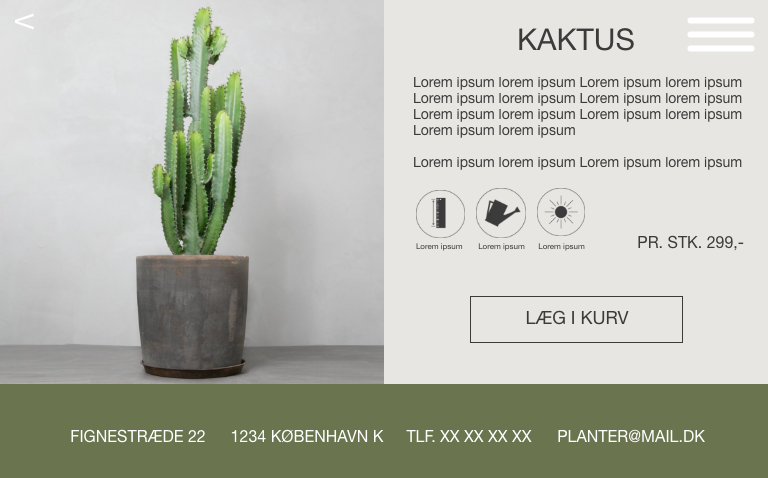 <
KAKTUS
Lorem ipsum lorem ipsum Lorem ipsum lorem ipsum
Lorem ipsum lorem ipsum Lorem ipsum lorem ipsum
Lorem ipsum lorem ipsum Lorem ipsum lorem ipsum
Lorem ipsum lorem ipsum
Lorem ipsum lorem ipsum Lorem ipsum lorem ipsum
Lorem ipsum Lorem ipsum Lorem ipsum
PR. STK. 299,-
LÆG I KURV
FIGNESTRÆDE 22 1234 KØBENHAVN K TLF. XX XX XX XX PLANTER@MAIL.DK